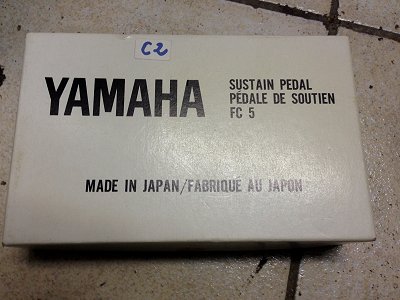 C2
YAMAHA
SUSTAIN PEDAL
PÉDALE DE SOUTIEN
FC 5
MADE IN JAPAN/FABRIQUÉ AU JAPON